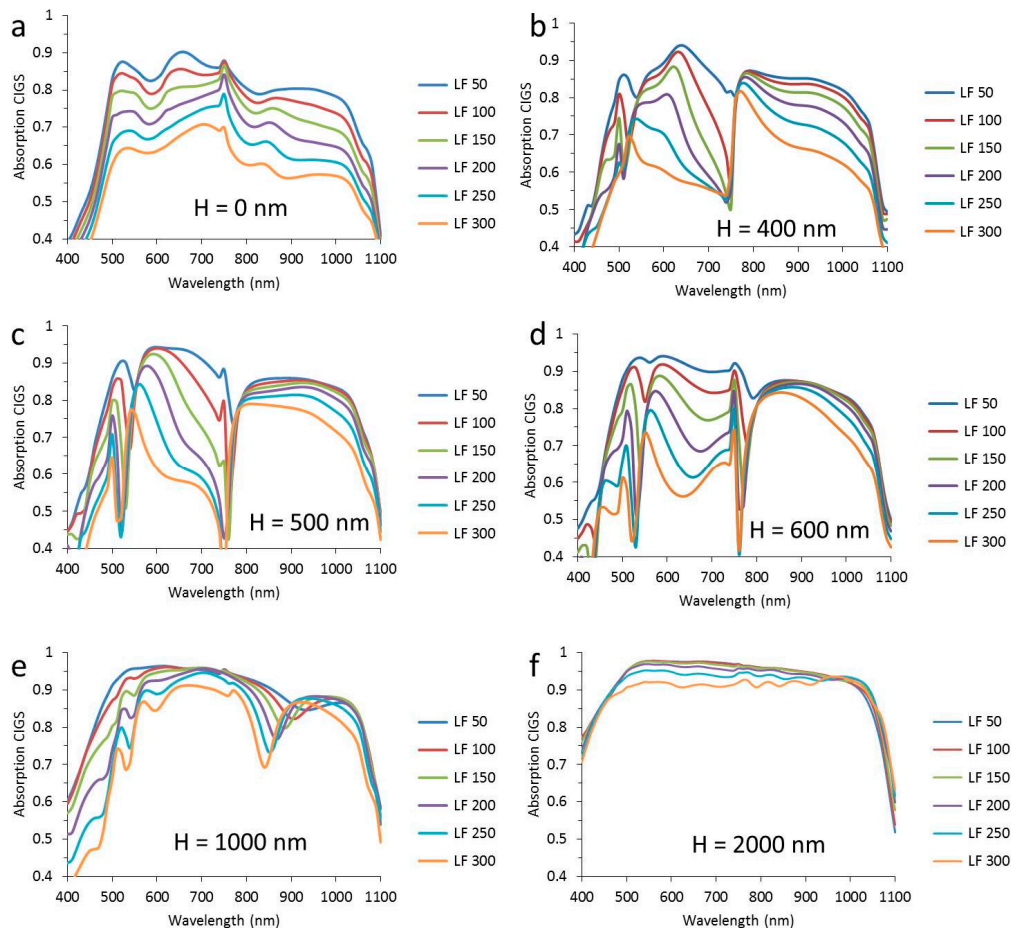 a
Absorption CIGS
1
0.9
0.8
0.7
0.6
0.5
0.4
400 500 600 700 800 900 1000 1100
Wavelength (nm)
H = 0 nm
LF 50
LF 100
LF 150
LF 200
LF 250
LF 300
b
Absorption CIGS
1
0.9
0.8
0.7
0.6
0.5
0.4
400 500 600 700 800 900 1000 1100
Wavelength (nm)
H = 400 nm
LF 50
LF 100
LF 150
LF 200
LF 250
LF 300
c
Absorption CIGS
1
0.9
0.8
0.7
0.6
0.5
0.4
400 500 600 700 800 900 1000 1100
Wavelength (nm)
H = 500 nm
LF 50
LF 100
LF 150
LF 200
LF 250
LF 300
d
Absorption CIGS
1
0.9
0.8
0.7
0.6
0.5
0.4
400 500 600 700 800 900 1000 1100
Wavelength (nm)
H = 600 nm
LF 50
LF 100
LF 150
LF 200
LF 250
LF 300
e
Absorption CIGS
1
0.9
0.8
0.7
0.6
0.5
0.4
400 500 600 700 800 900 1000 1100
Wavelength (nm)
H = 1000 nm
LF 50
LF 100
LF 150
LF 200
LF 250
LF 300
f
Absorption CIGS
1
0.9
0.8
0.7
0.6
0.5
0.4
400 500 600 700 800 900 1000 1100
Wavelength (nm)
H = 2000 nm
LF 50
LF 100
LF 150
LF 200
LF 250
LF 300